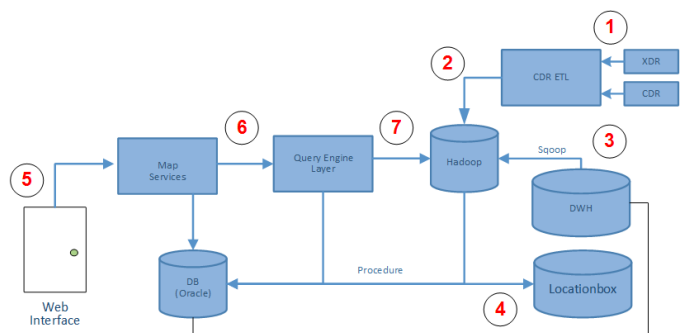 1
XDR
2
CDR ETL
CDR
3
6
7
Sqoop
Map
Services
Query Engine
Layer
Hadoop
5
DWH
Procedure
DB
(Oracle)
4
Locationbox
Web
Interface